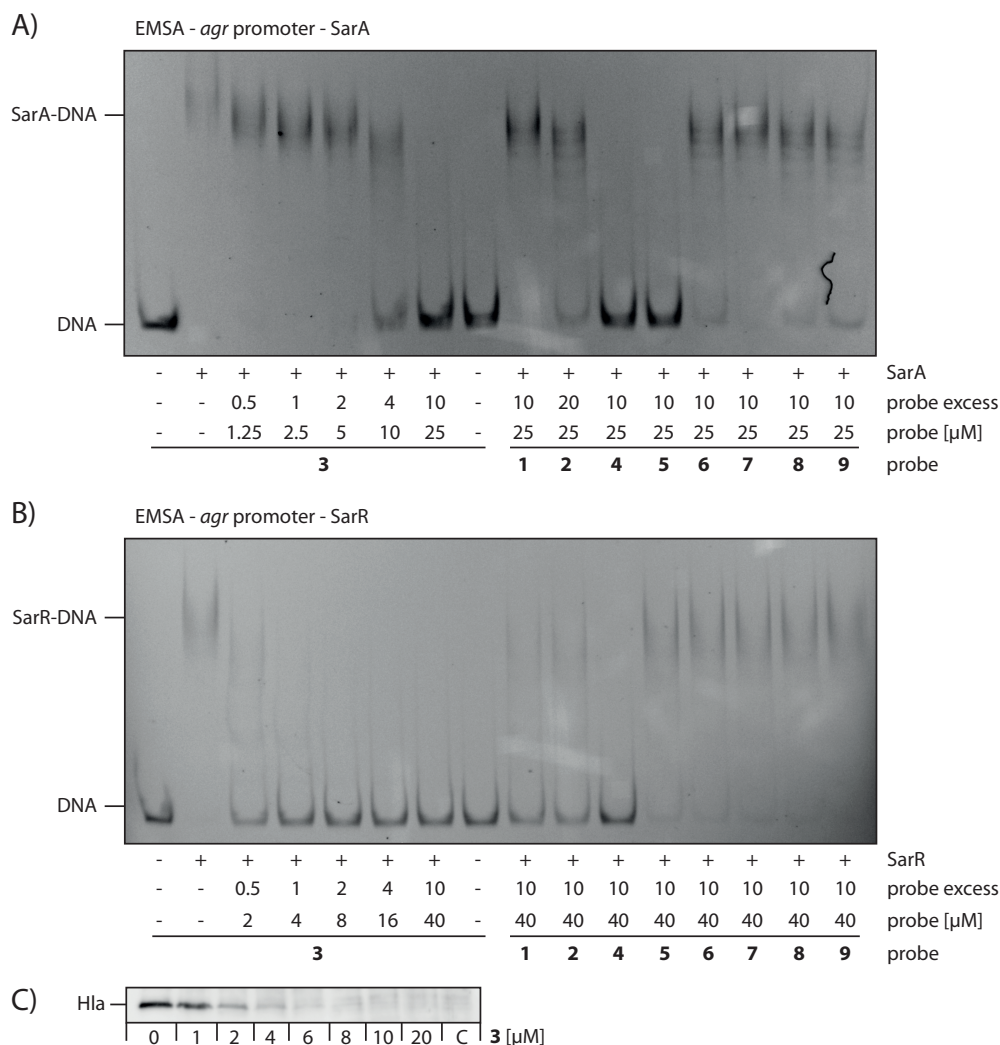 A)
EMSA - agr promoter - SarA
SarA-DNA
DNA
- + + + + + + - + + + + + + + + SarA
- - 0.5 1 2 4 10 - 10 20 10 10 10 10 10 10 probe excess
- - 1.25 2.5 5 10 25 - 25 25 25 25 25 25 25 25 probe [µM]
3 1 2 4 5 6 7 8 9 probe
B)
EMSA - agr promoter - SarR
SarR-DNA
DNA
- + + + + + + - + + + + + + + + SarR
- - 0.5 1 2 4 10 - 10 10 10 10 10 10 10 10 probe excess
- - 2 4 8 16 40 - 40 40 40 40 40 40 40 40 probe [µM]
3 1 2 4 5 6 7 8 9 probe
C)
Hla
0 1 2 4 6 8 10 20 C 3 [µM]